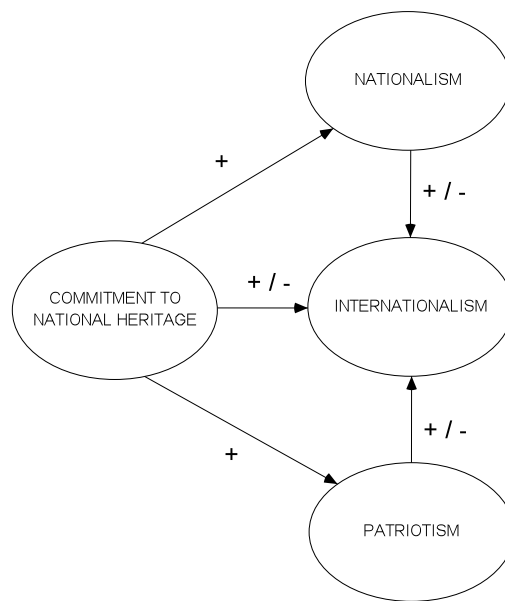 NATIONALISM
+
+ / -
COMMITMENT TO
NATIONAL HERITAGE
+ / -
INTERNATIONALISM
+
+ / -
PATRIOTISM